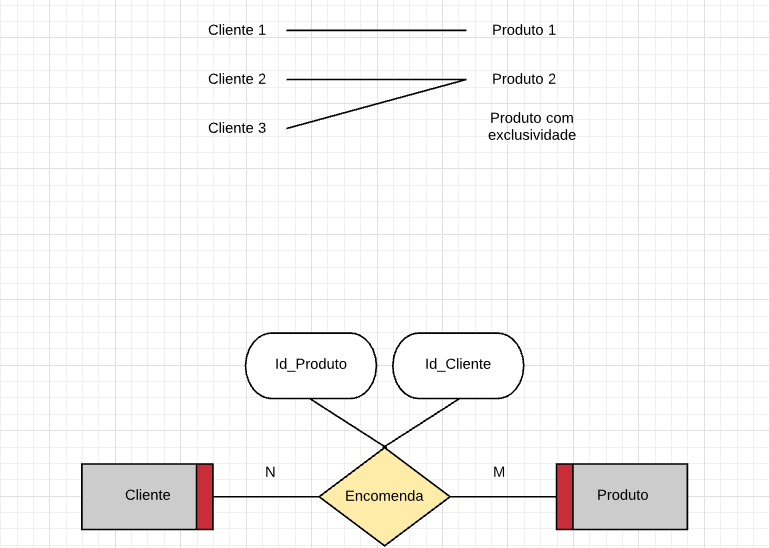 Cliente 1
Produto 1
Cliente 2
Produto 2
Cliente 3
Produto com
exclusividade
Id_Produto
Id_Cliente
N
M
Cliente
Encomenda
Produto